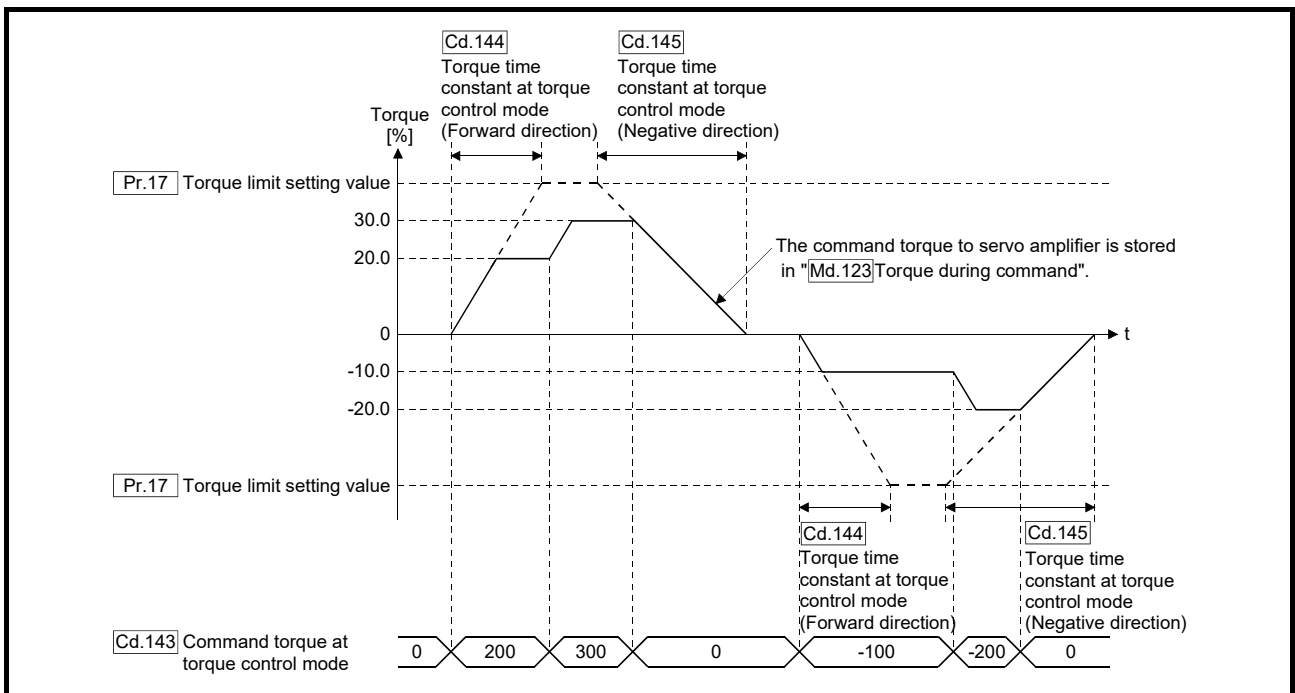 Cd.144
Torque time
constant at torque
control mode
(Forward direction)
Cd.145
Torque time
constant at torque
control mode
(Negative direction)
Torque
[%]
Pr.17 Torque limit setting value
30.0
20.0
The command torque to servo amplifier is stored
in "Md.123 Torque during command".
0
t
-10.0
-20.0
Pr.17 Torque limit setting value
Cd.144
Torque time
constant at torque
control mode
(Forward direction)
Cd.145
Torque time
constant at torque
control mode
(Negative direction)
Cd.143 Command torque at
torque control mode
0 200 300 0 -100 -200 0